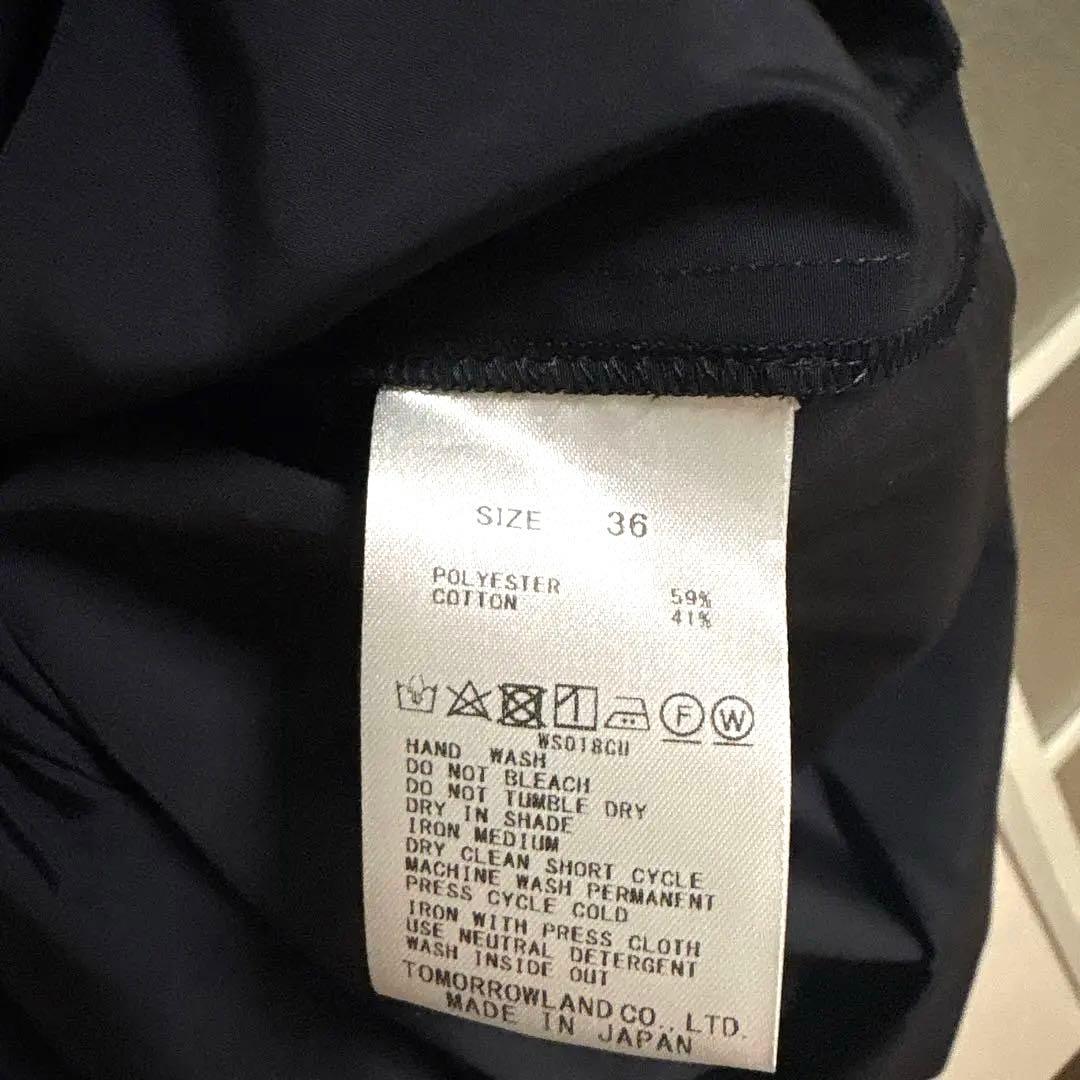 SIZE 36
POLYESTER 59%
COTTON 41%
F W
WS018GU
HAND WASH
DO NOT BLEACH
DO NOT TUMBLE DRY
DRY IN SHADE
IRON MEDIUM
DRY CLEAN SHORT CYCLE
MACHINE WASH PERMANENT
PRESS CYCLE COLD
IRON WITH PRESS CLOTH
USE NEUTRAL DETERGENT
WASH INSIDE OUT
TOMORROWLAND CO., LTD.
MADE IN JAPAN